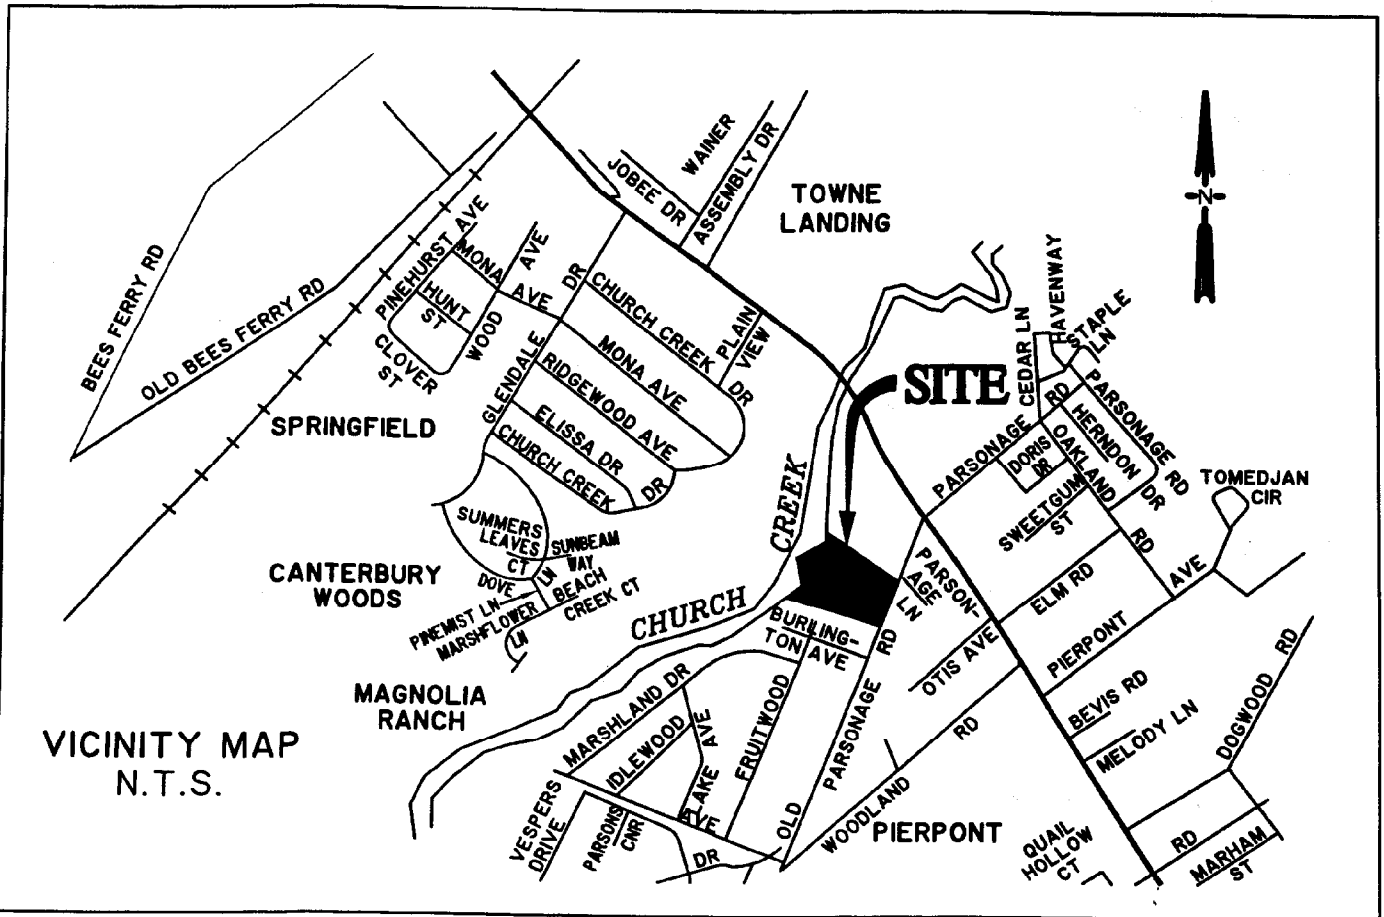 WAINER
JOBEE DR
ASSEMBLY DR
TOWNE
LANDING
N
BEES FERRY RD
OLD BEES FERRY RD
PINEHURST AVE
MONA
AVE
HUNT
ST
WOOD
AVE
CLOVER
ST
GLENDALE
DR
CHURCH CREEK
DR
PLAIN
VIEW
MONA AVE
RIDGEWOOD AVE
ELISSA DR
CHURCH CREEK
DR
SPRINGFIELD
SITE
CEDAR LN
HAVENWAY
STAPLE
LN
PARSONAGE
RD
PARSONAGE RD
HERNDON
DR
OAKLAND
RD
DORIS
DR
SWEETGUM
ST
TOMEDJAN
CIR
SUMMERS
LEAVES
CT
SUNBEAM
WAY
DOVE
LN
BEACH
CREEK CT
PINEMIST LN
MARSHFLOWER
LN
CANTERBURY
WOODS
CHURCH
CREEK
PARSON-
AGE
LN
ELM RD
OTIS AVE
PIERPONT
AVE
BURLING-
TON AVE
MAGNOLIA
RANCH
MARSHLAND DR
IDLEWOOD
LAKE AVE
FRUITWOOD
OLD
PARSONAGE
RD
WOODLAND
RD
BEVIS RD
MELODY LN
DOGWOOD
RD
VICINITY MAP
N.T.S.
VESPERS
DRIVE
PARSONS
CNR
AVE
DR
PIERPONT
QUAIL
HOLLOW
CT
RD
MARHAM
ST